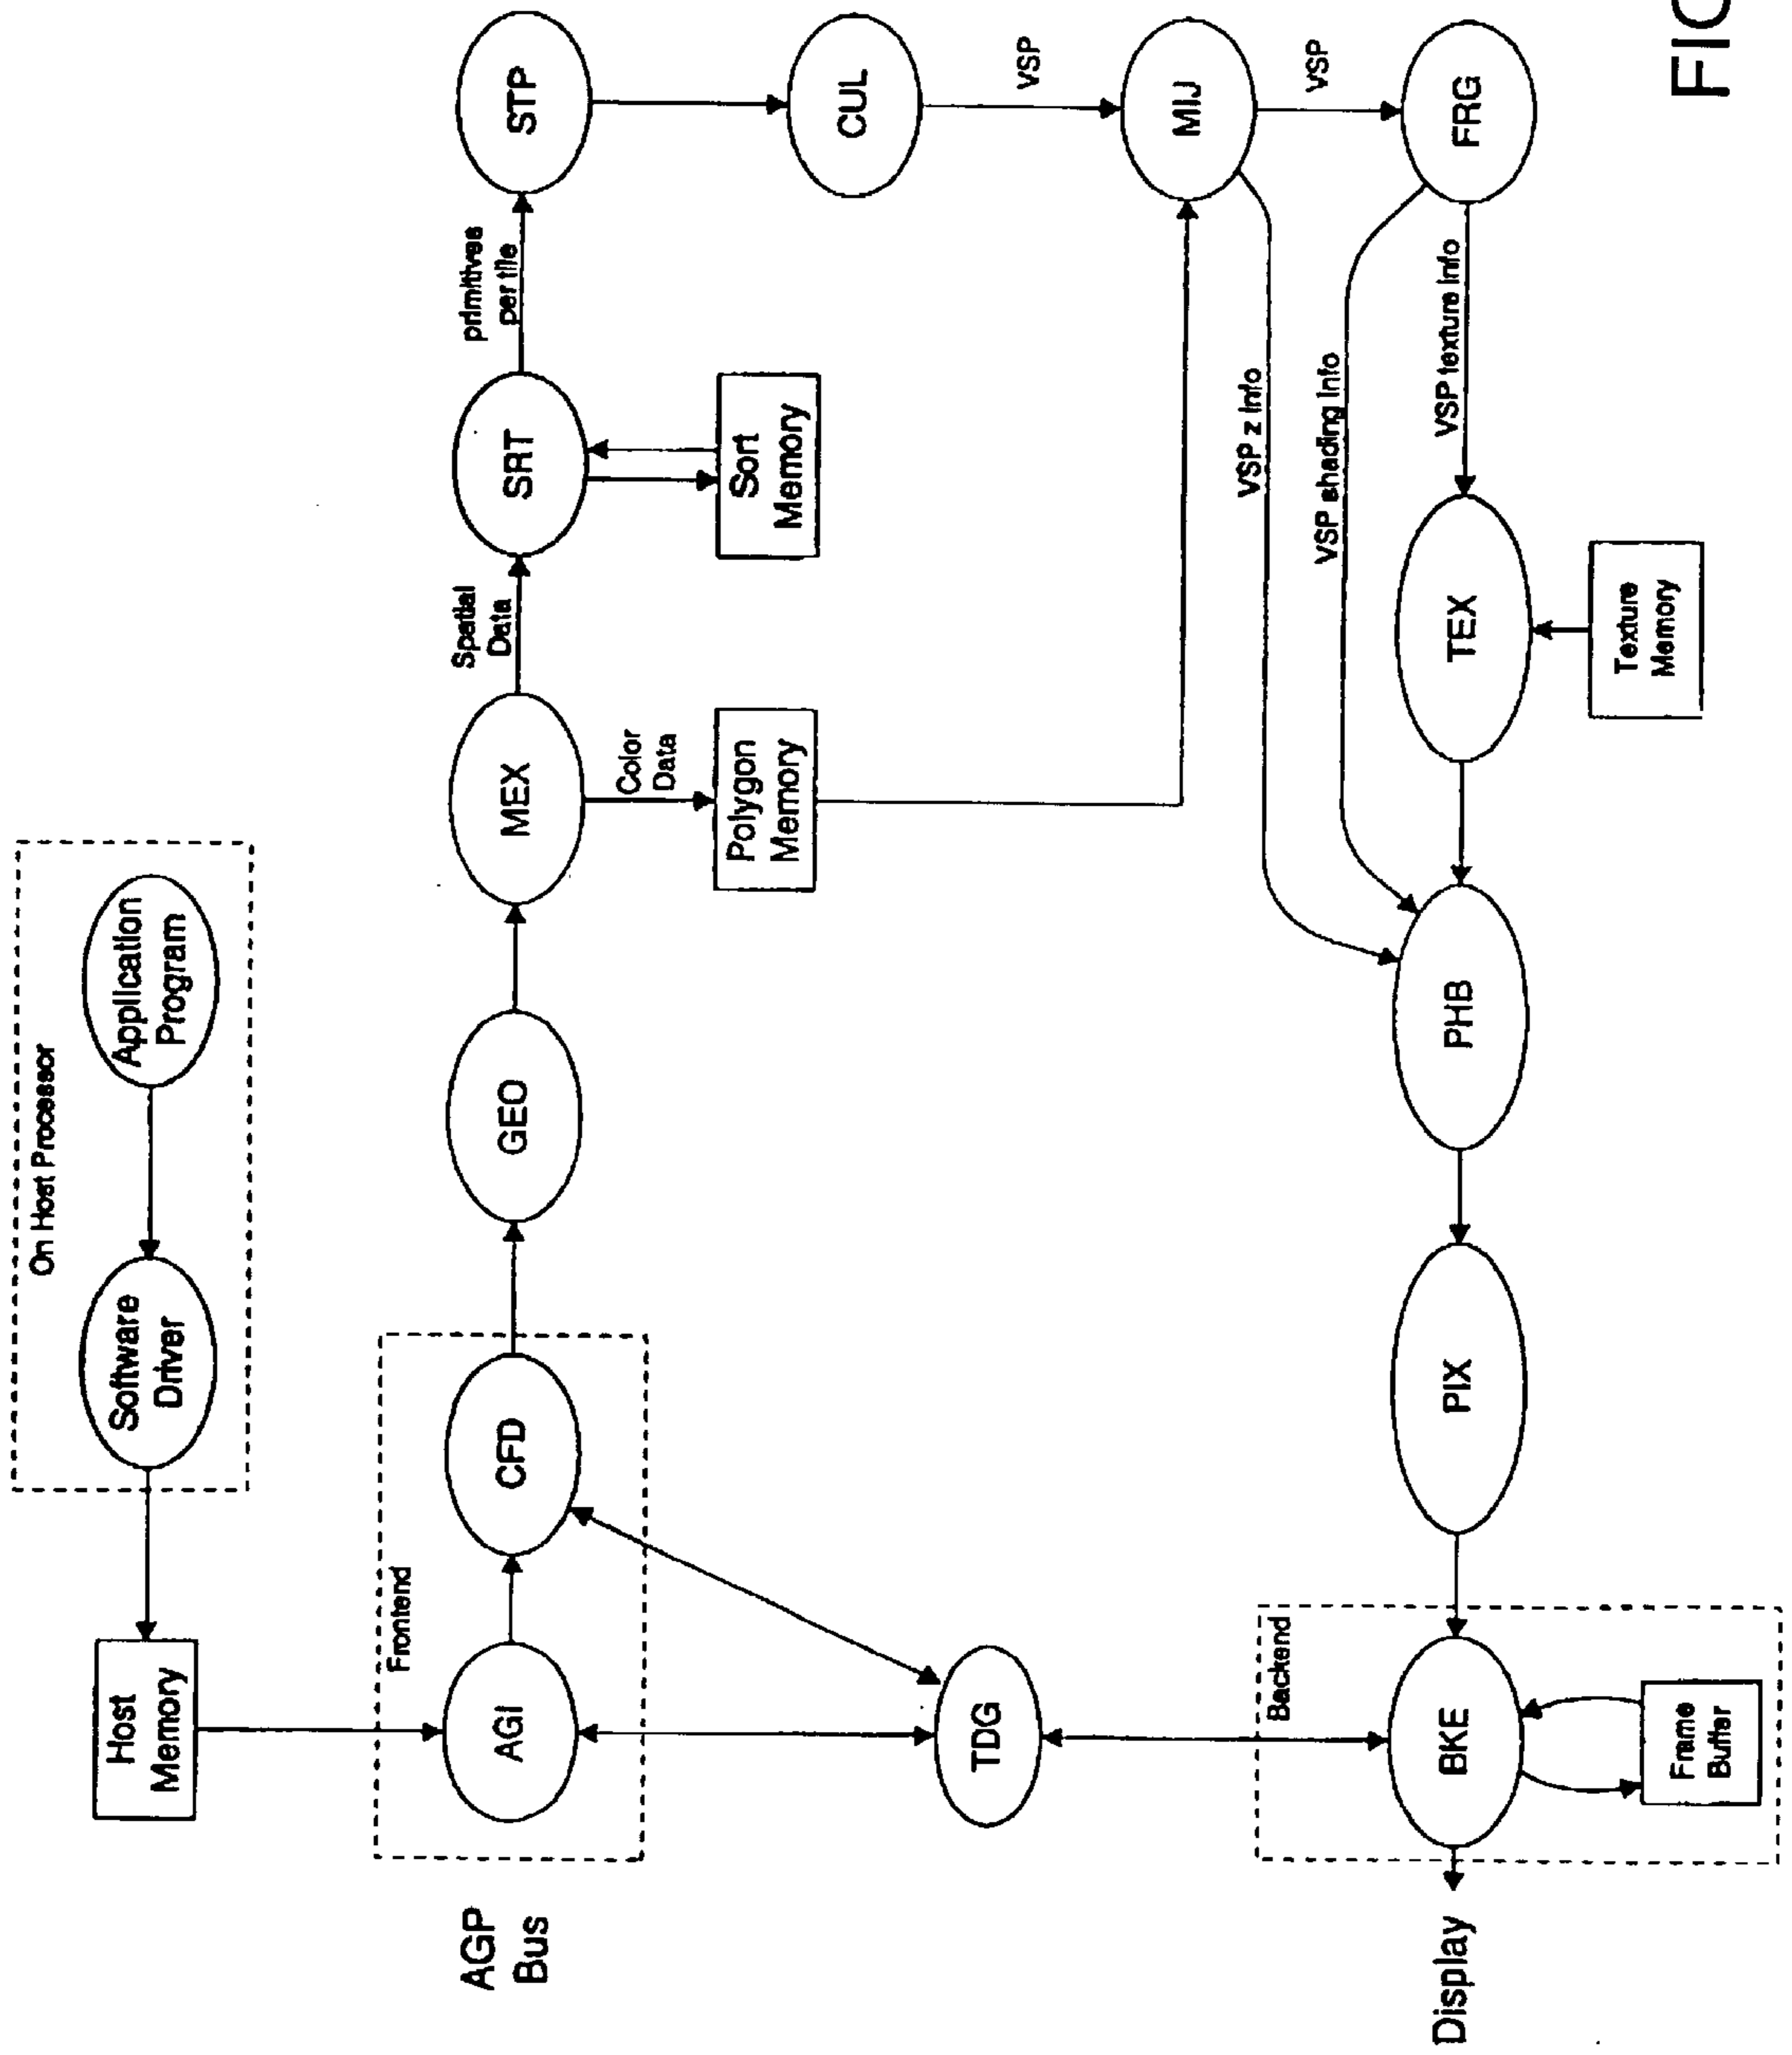 On Host Processor
Application
Program
Software
Driver
Host
Memory
Frontend
AGP
Bus
AGI
CFD
GEO
MEX
Spatial
Data
SRT
primitives
per tile
STP
Color
Data
Polygon
Memory
Sort
Memory
CUL
VSP
MIJ
VSP
FRG
VSP z Info
VSP shading Info
VSP texture Info
TDG
TEX
Texture
Memory
PHB
PIX
Backend
BKE
Frame
Buffer
Display
FIG